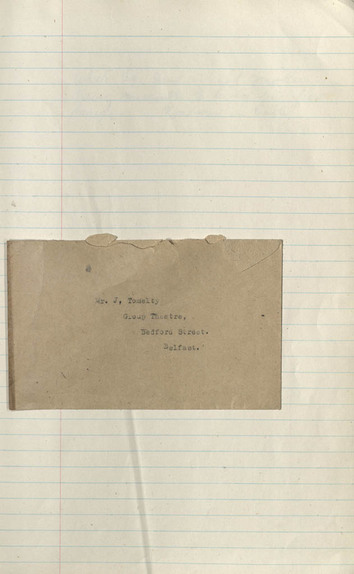 Mr. J, Tomelty
Group Theatre,
Bedford Street.
Belfast.